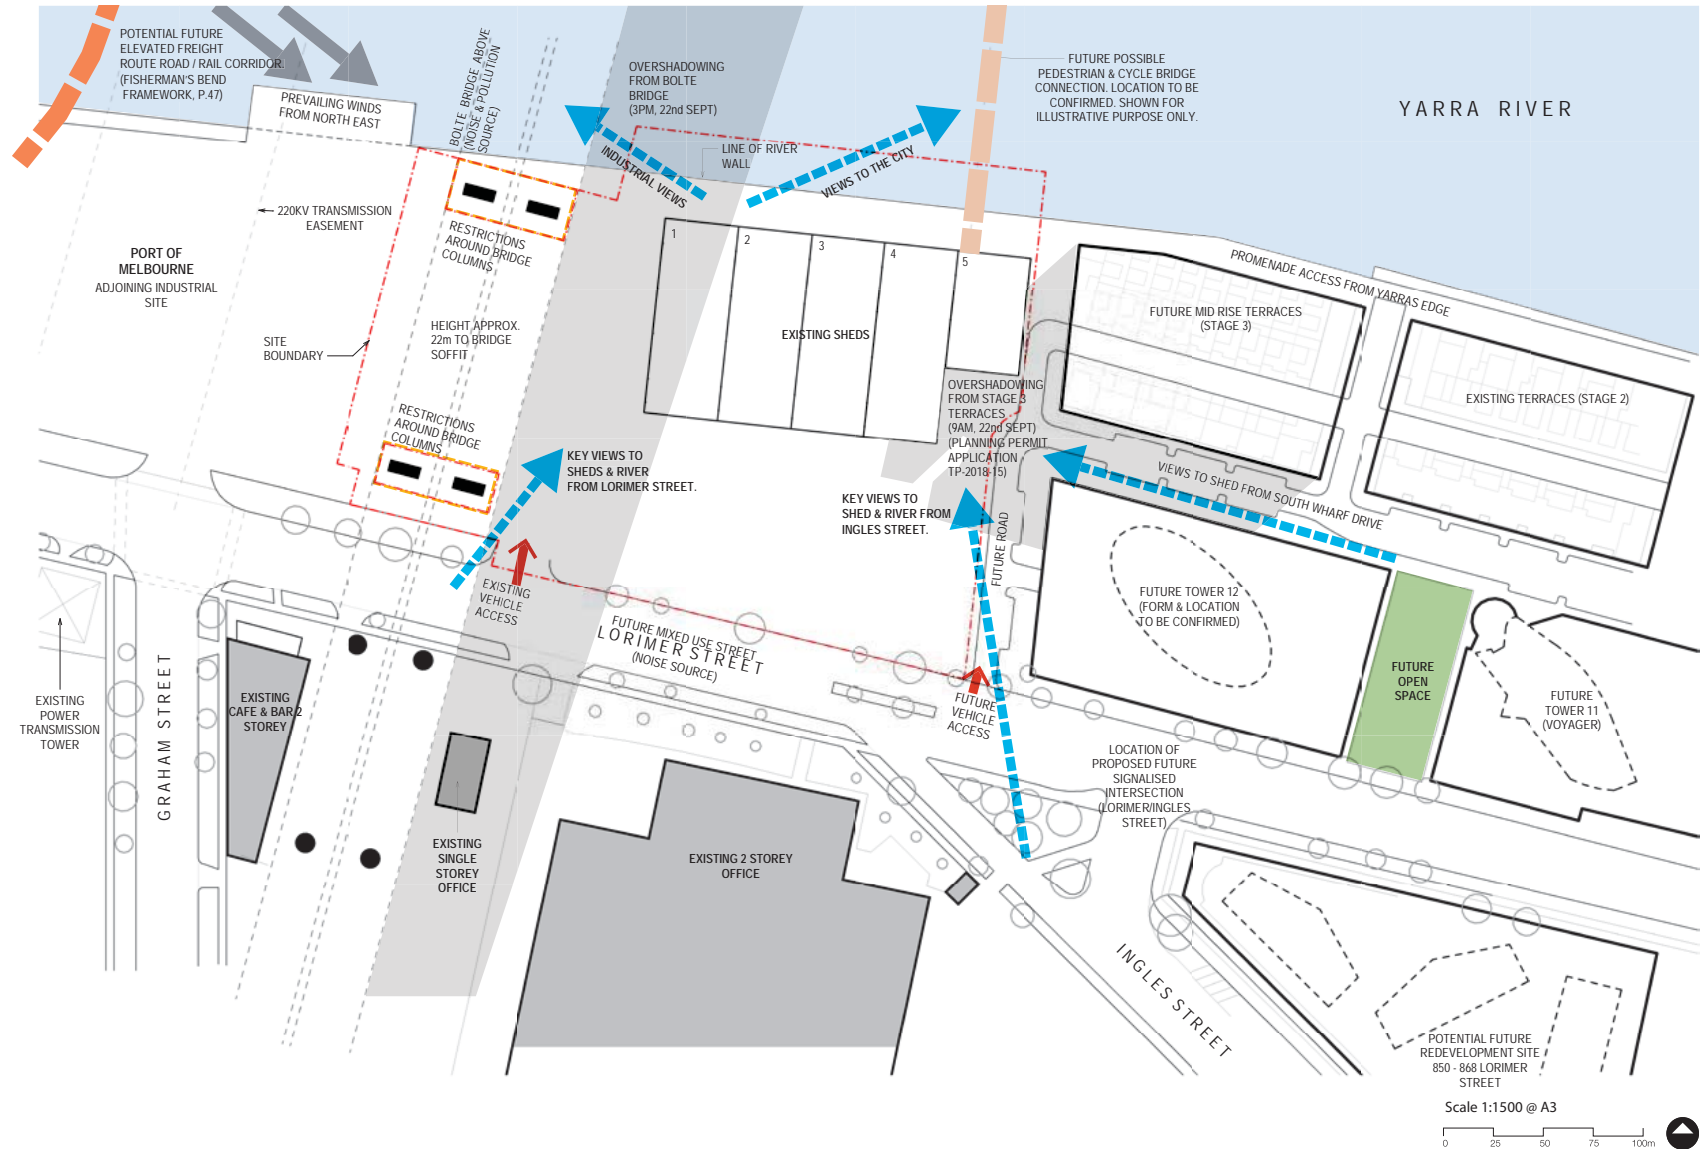 POTENTIAL FUTURE
ELEVATED FREIGHT
ROUTE ROAD / RAIL CORRIDOR.
(FISHERMAN'S BEND
FRAMEWORK, P.47)
PREVAILING WINDS
FROM NORTH EAST
BOLTE BRIDGE ABOVE
(NOISE & POLLUTION
SOURCE)
OVERSHADOWING
FROM BOLTE
BRIDGE
(3PM, 22nd SEPT)
FUTURE POSSIBLE
PEDESTRIAN & CYCLE BRIDGE
CONNECTION. LOCATION TO BE
CONFIRMED. SHOWN FOR
ILLUSTRATIVE PURPOSE ONLY.
YARRA RIVER
LINE OF RIVER
WALL
INDUSTRIAL VIEWS
VIEWS TO THE CITY
220KV TRANSMISSION
EASEMENT
PORT OF
MELBOURNE
ADJOINING INDUSTRIAL
SITE
RESTRICTIONS
AROUND BRIDGE
COLUMNS
1
2
3
4
5
PROMENADE ACCESS FROM YARRAS EDGE
FUTURE MID RISE TERRACES
(STAGE 3)
EXISTING SHEDS
HEIGHT APPROX.
22m TO BRIDGE
SOFFIT
SITE
BOUNDARY
EXISTING TERRACES (STAGE 2)
OVERSHADOWING
FROM STAGE 3
TERRACES
(9AM, 22nd SEPT)
(PLANNING PERMIT
APPLICATION
TP-2018-15)
RESTRICTIONS
AROUND BRIDGE
COLUMNS
KEY VIEWS TO
SHEDS & RIVER
FROM LORIMER STREET.
VIEWS TO SHED FROM SOUTH WHARF DRIVE
KEY VIEWS TO
SHED & RIVER FROM
INGLES STREET.
FUTURE ROAD
EXISTING
VEHICLE
ACCESS
FUTURE TOWER 12
(FORM & LOCATION
TO BE CONFIRMED)
FUTURE MIXED USE STREET
LORIMER STREET
(NOISE SOURCE)
FUTURE
OPEN
SPACE
FUTURE
TOWER 11
(VOYAGER)
EXISTING
POWER
TRANSMISSION
TOWER
GRAHAM STREET
EXISTING
CAFE & BAR 2
STOREY
FUTURE
VEHICLE
ACCESS
LOCATION OF
PROPOSED FUTURE
SIGNALISED
INTERSECTION
(LORIMER/INGLES
STREET)
EXISTING
SINGLE
STOREY
OFFICE
EXISTING 2 STOREY
OFFICE
INGLES STREET
POTENTIAL FUTURE
REDEVELOPMENT SITE
850 - 868 LORIMER
STREET
Scale 1:1500 @ A3
0 25 50 75 100m